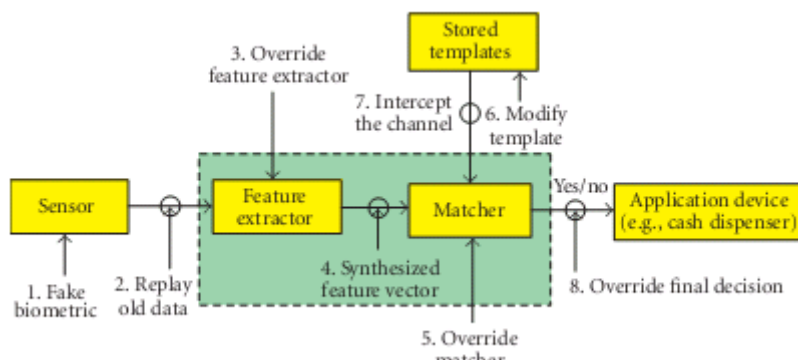 Stored
templates
3. Override
feature extractor
7. Intercept
the channel
6. Modify
template
Sensor
Feature
extractor
Matcher
Yes/no
Application device
(e.g., cash dispenser)
1. Fake
biometric
2. Replay
old data
4. Synthesized
feature vector
8. Override final decision
5. Override
matcher